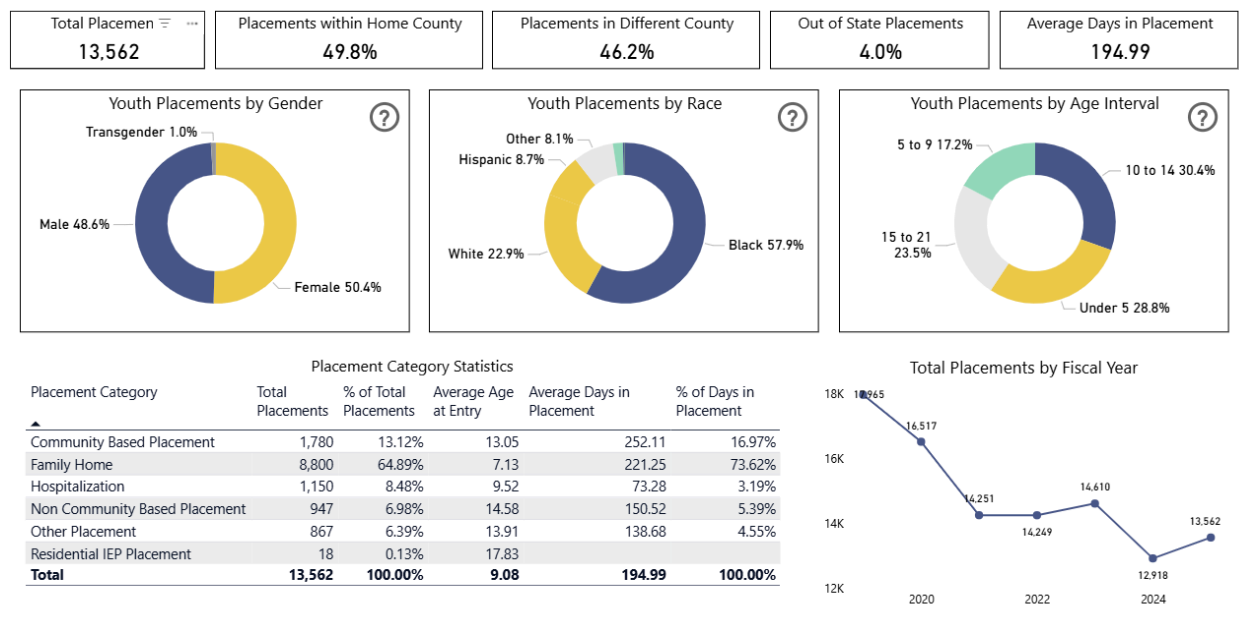 Total Placemen
13,562
Placements within Home County
49.8%
Placements in Different County
46.2%
Out of State Placements
4.0%
Average Days in Placement
194.99
Youth Placements by Gender
?
Transgender 1.0%
Male 48.6%
Female 50.4%
Youth Placements by Race
?
Other 8.1%
Hispanic 8.7%
White 22.9%
Black 57.9%
Youth Placements by Age Interval
?
5 to 9 17.2%
10 to 14 30.4%
15 to 21
23.5%
Under 5 28.8%
Placement Category Statistics
Placement Category Total % of Total Average Age Average Days in % of Days in
Placements Placements at Entry Placement Placement
Community Based Placement 1,780 13.12% 13.05 252.11 16.97%
Family Home 8,800 64.89% 7.13 221.25 73.62%
Hospitalization 1,150 8.48% 9.52 73.28 3.19%
Non Community Based Placement 947 6.98% 14.58 150.52 5.39%
Other Placement 867 6.39% 13.91 138.68 4.55%
Residential IEP Placement 18 0.13% 17.83
Total 13,562 100.00% 9.08 194.99 100.00%
Total Placements by Fiscal Year
18K
16K
14K
12K
17,965
16,517
14,251
14,249
14,610
12,918
13,562
2020 2022 2024